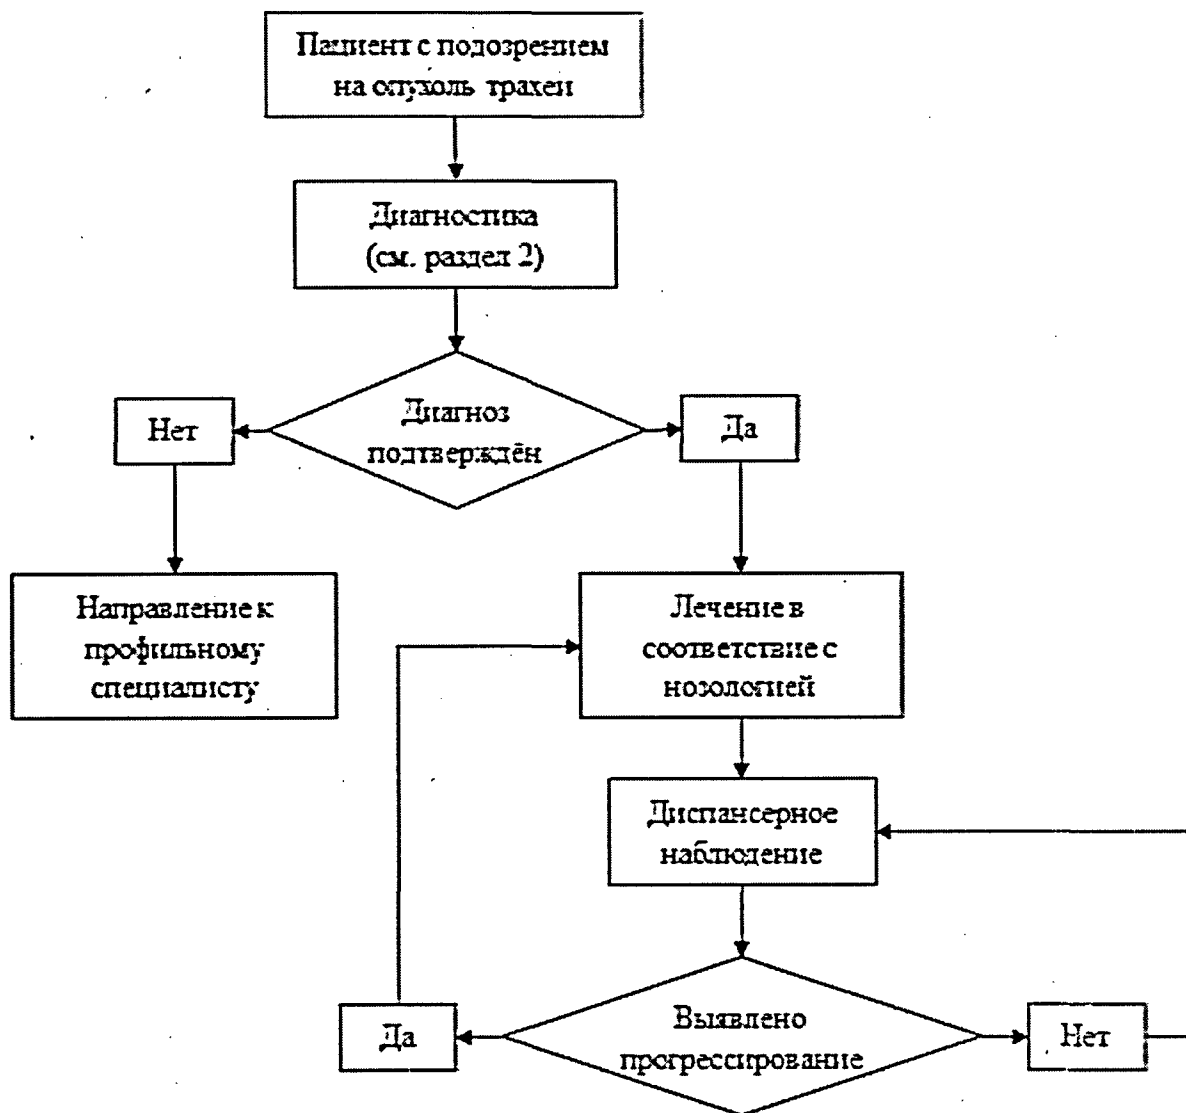 Пациент с подозрением
на опухоль трахеи
Диагностика
(см. раздел 2)
Диагноз
подтверждён
Нет
Да
Направление к
профильному
специалисту
Лечение в
соответствие с
нозологией
Диспансерное
наблюдение
Выявлено
прогрессирование
Да
Нет